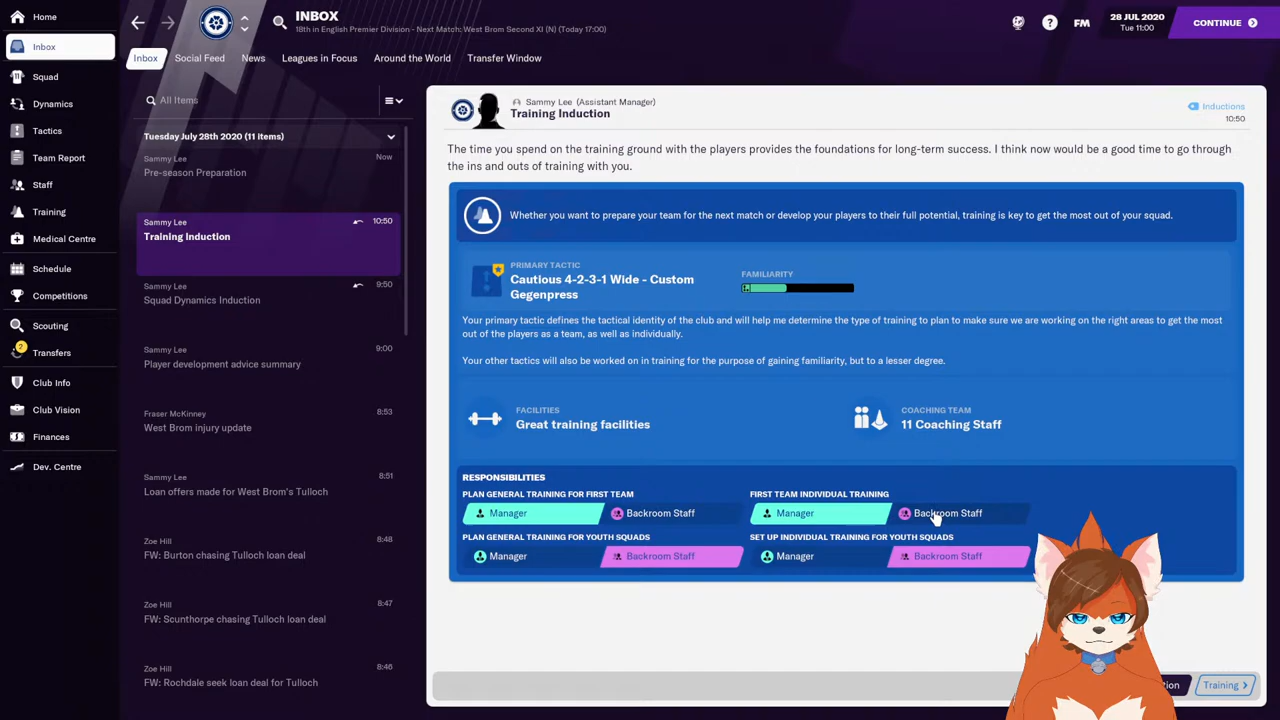 Home
Inbox
Squad
Dynamics
Tactics
Team Report
Staff
Training
Medical Centre
Schedule
Competitions
Scouting
2
Transfers
Club Info
Club Vision
Finances
Dev. Centre
INBOX
18th in English Premier Division - Next Match: West Brom Second XI (N) (Today 17:00)
FM
28 JUL 2020
Tue 11:00
CONTINUE
Inbox
Social Feed
News
Leagues in Focus
Around the World
Transfer Window
All Items
Tuesday July 28th 2020 (11 items)
Sammy Lee Now
Pre-season Preparation
Sammy Lee 10:50
Training Induction
Sammy Lee 9:50
Squad Dynamics Induction
Sammy Lee 9:00
Player development advice summary
Fraser McKinney 8:53
West Brom injury update
Sammy Lee 8:51
Loan offers made for West Brom's Tulloch
Zoe Hill 8:48
FW: Burton chasing Tulloch loan deal
Zoe Hill 8:47
FW: Scunthorpe chasing Tulloch loan deal
Zoe Hill 8:46
FW: Rochdale seek loan deal for Tulloch
Sammy Lee (Assistant Manager)
Training Induction
Inductions
10:50
The time you spend on the training ground with the players provides the foundations for long-term success. I think now would be a good time to go through
the ins and outs of training with you.
Whether you want to prepare your team for the next match or develop your players to their full potential, training is key to get the most out of your squad.
PRIMARY TACTIC
Cautious 4-2-3-1 Wide - Custom
Gegenpress
FAMILIARITY
Your primary tactic defines the tactical identity of the club and will help me determine the type of training to plan to make sure we are working on the right areas to get the most
out of the players as a team, as well as individually.
Your other tactics will also be worked on in training for the purpose of gaining familiarity, but to a lesser degree.
FACILITIES
Great training facilities
COACHING TEAM
11 Coaching Staff
RESPONSIBILITIES
PLAN GENERAL TRAINING FOR FIRST TEAM
Manager
Backroom Staff
FIRST TEAM INDIVIDUAL TRAINING
Manager
Backroom Staff
PLAN GENERAL TRAINING FOR YOUTH SQUADS
Manager
Backroom Staff
SET UP INDIVIDUAL TRAINING FOR YOUTH SQUADS
Manager
Backroom Staff
Training